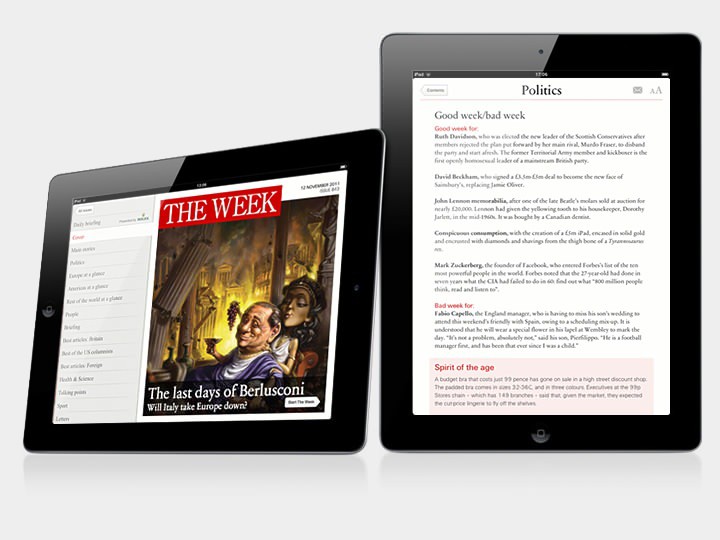 iPad
13:06
All issues
12 NOVEMBER 2011
Daily briefing
Cover
Main stories
Politics
Europe at a glance
Americas at a glance
Rest of the world at a glance
People
Briefing
Best articles: Britain
Best of the US columnists
Best articles: Foreign
Health & Science
Talking points
Sport
Letters
THE WEEK
The last days of Berlusconi
Will Italy take Europe down?
Start The Week
iPad
17:06
Contents
Politics
AA
Good week/bad week
Good week for:
Ruth Davidson, who was elected the new leader of the Scottish Conservatives after
members rejected the plan put forward by her main rival, Murdo Fraser, to disband
the party and start afresh. The former Territorial Army member and kickboxer is the
first openly homosexual leader of a mainstream British party.
David Beckham, who signed a £3.5m deal to become the new face of
Sainsbury's, replacing Jamie Oliver.
John Lennon memorabilia, after one of the late Beatle's molars sold at auction for
nearly £20,000. Lennon had given the yellowing tooth to his housekeeper, Dorothy
Jarlett, in the mid-1960s. It was bought by a Canadian dentist.
Conspicuous consumption, with the creation of a £5m iPad, encased in solid gold
and encrusted with diamonds and shavings from the thigh bone of a Tyrannosaurus
rex.
Mark Zuckerberg, the founder of Facebook, who entered Forbes's list of the ten
most powerful people in the world. Forbes noted that the 27-year-old had done in
seven years what the CIA had failed to do in 60: find out what "800 million people
think, read and listen to".
Bad week for:
Fabio Capello, the England manager, who is having to miss his son's wedding to
attend this weekend's friendly with Spain, owing to a scheduling mix-up. It is
understood that he will wear a special flower in his lapel at Wembley to mark the
day. "It's not a problem, absolutely not," said his son, Pierfilippo. "He is a football
manager first, and has been that ever since I was a child."
Spirit of the age
A budget bra that costs just 99 pence has gone on sale in a high street discount shop.
The padded bra comes in sizes 32-36C, and in three colours. Executives at the 99p
Stores chain - which has 149 branches - said that, given the market, they expected
the cur-price lingerie to fly off the shelves.